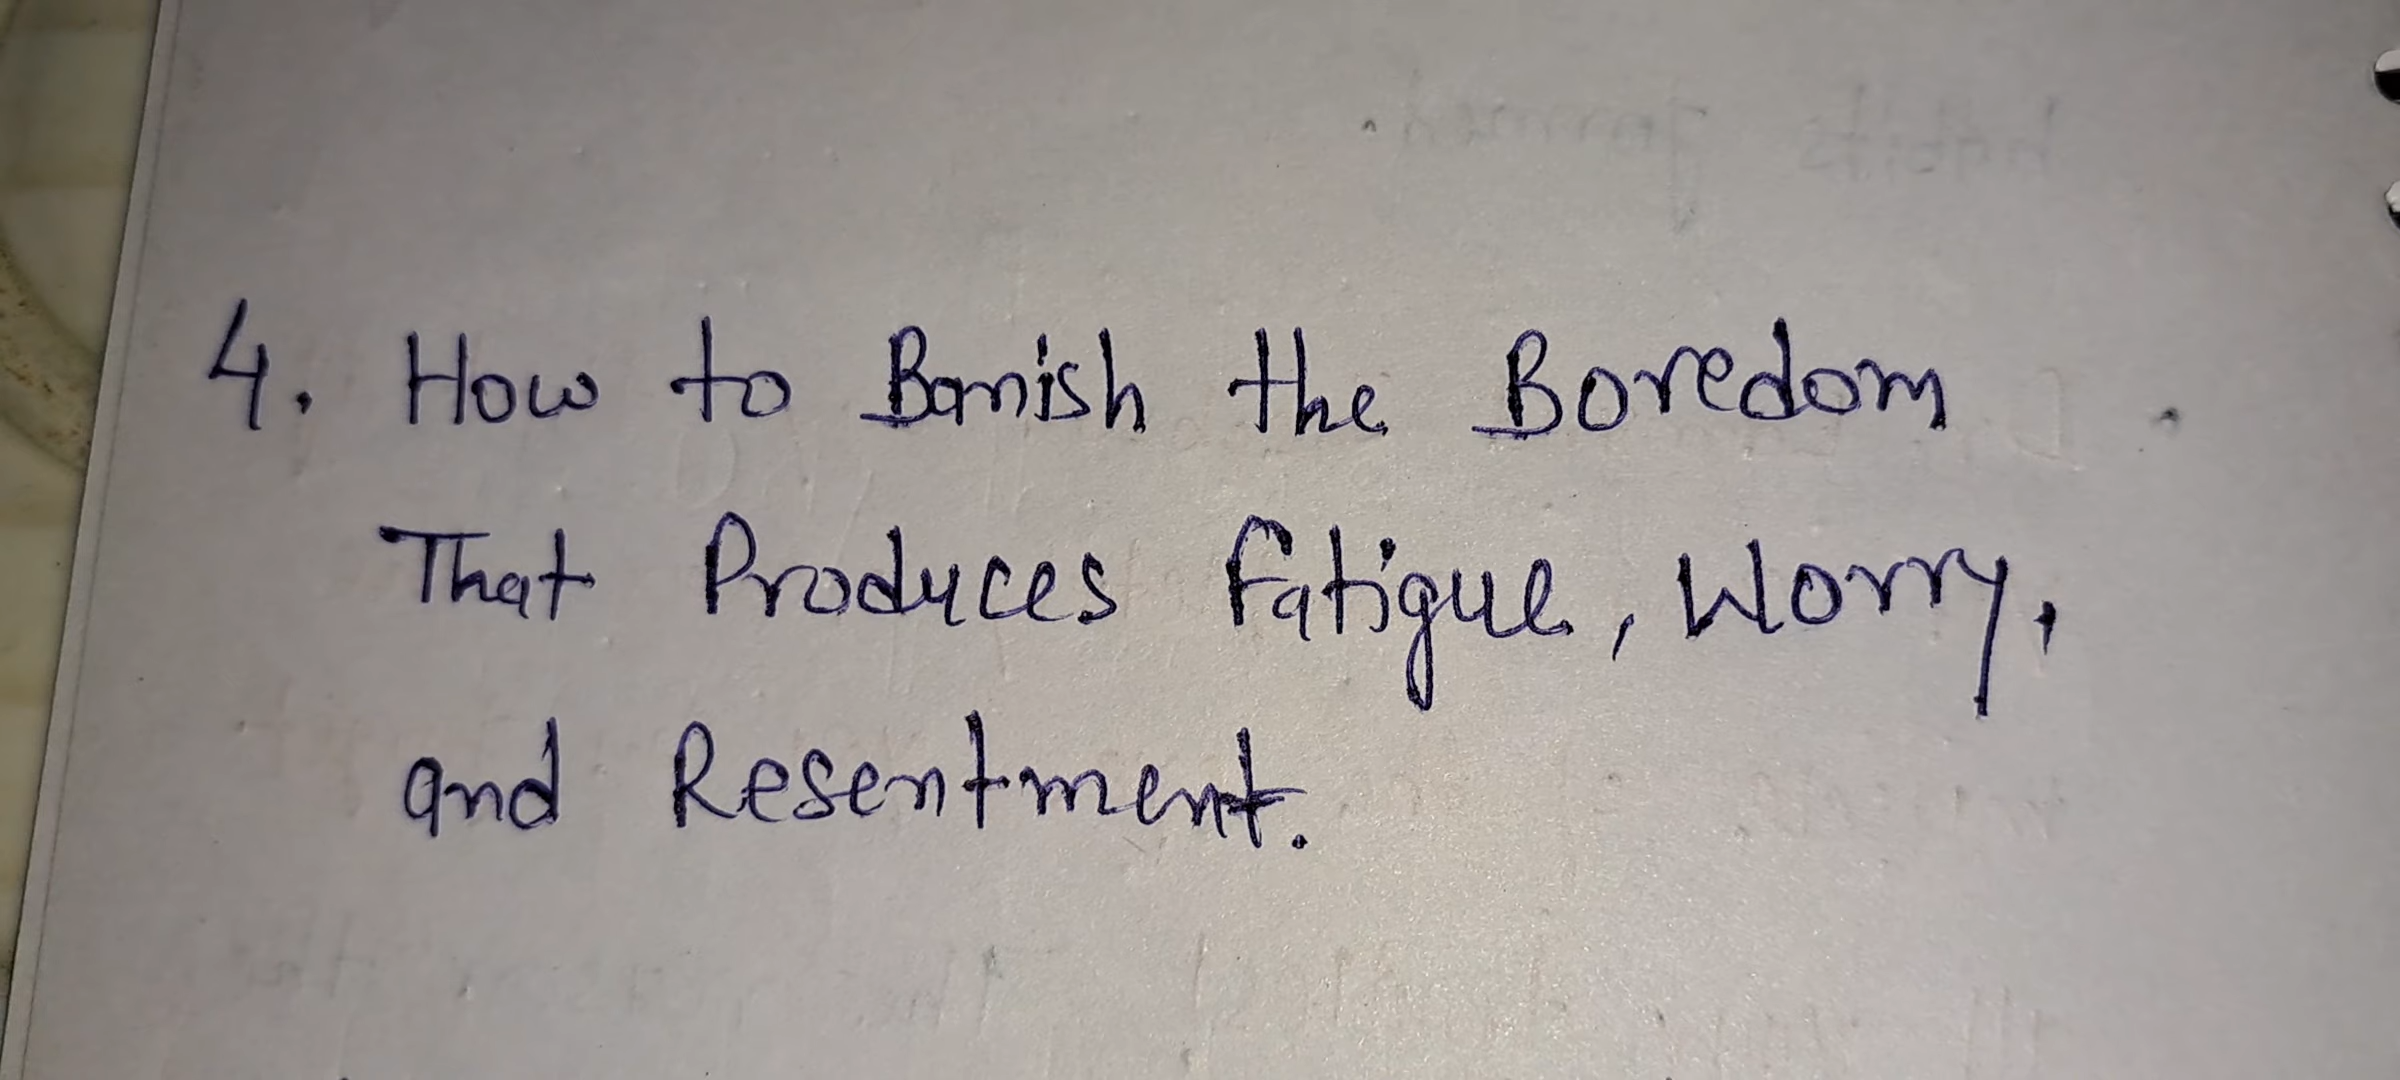 4. How to Banish the Boredom
That Produces Fatigue, Worry,
and Resentment.